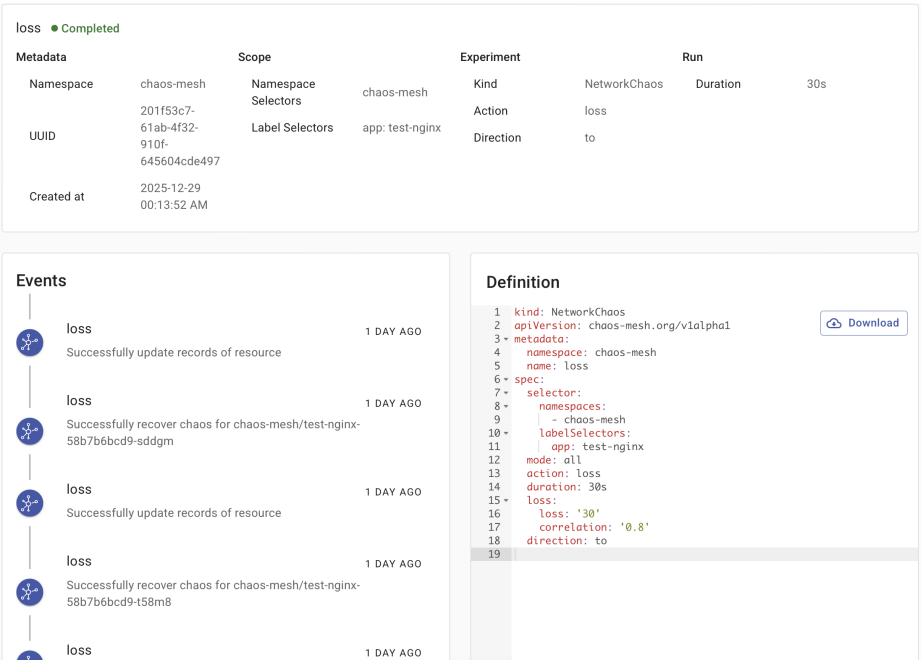 loss Completed
Metadata
Namespace chaos-mesh
UUID 201f53c7-
61ab-4f32-
910f-
645604cde497
Created at 2025-12-29
00:13:52 AM
Scope
Namespace
Selectors chaos-mesh
Label Selectors app: test-nginx
Experiment
Kind NetworkChaos
Action loss
Direction to
Run
Duration 30s
Events
loss 1 DAY AGO
Successfully update records of resource
loss 1 DAY AGO
Successfully recover chaos for chaos-mesh/test-nginx-
58b7b6bcd9-sddgm
loss 1 DAY AGO
Successfully update records of resource
loss 1 DAY AGO
Successfully recover chaos for chaos-mesh/test-nginx-
58b7b6bcd9-t58m8
loss 1 DAY AGO
Definition
Download
1 kind: NetworkChaos
2 apiVersion: chaos-mesh.org/v1alpha1
3 metadata:
4 namespace: chaos-mesh
5 name: loss
6 spec:
7 selector:
8 namespaces:
9 - chaos-mesh
10 labelSelectors:
11 app: test-nginx
12 mode: all
13 action: loss
14 duration: 30s
15 loss:
16 loss: '30'
17 correlation: '0.8'
18 direction: to
19